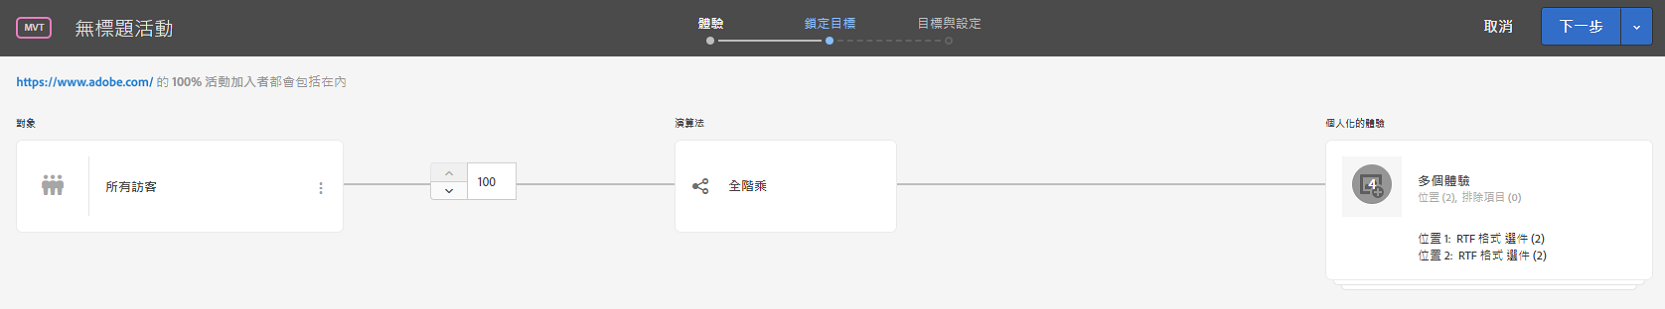 MVT 無標題活動
體驗 鎖定目標 目標與設定
取消 下一步
https://www.adobe.com/ 的 100% 活動加入者都會包括在內
對象 演算法 個人化的體驗
所有訪客 100 全階乘
4 多個體驗
位置 (2), 排除項目 (0)
位置 1: RTF 格式 選件 (2)
位置 2: RTF 格式 選件 (2)